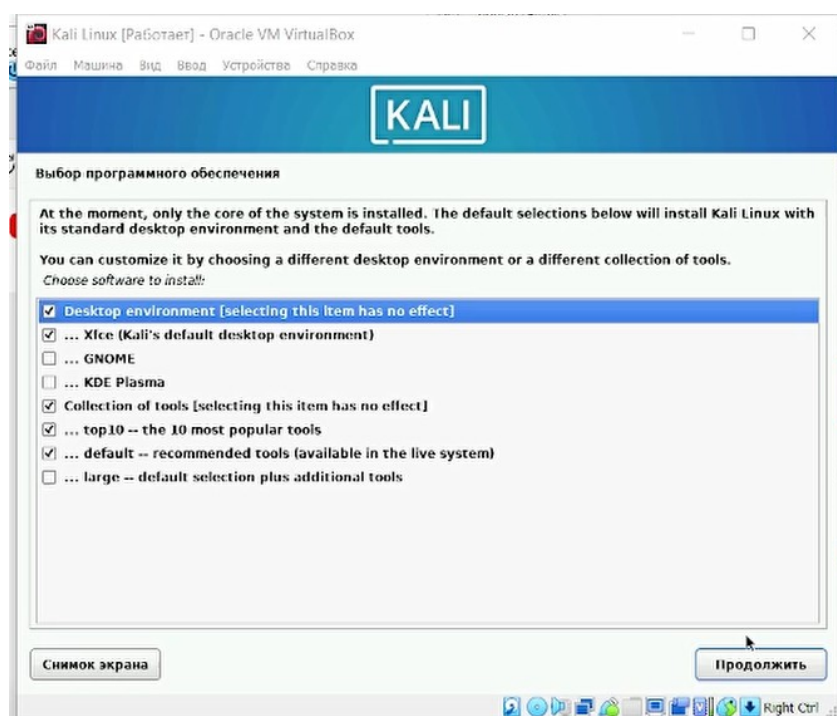 Kali Linux [Работает] - Oracle VM VirtualBox
Файл Машина Вид Ввод Устройства Справка
KALI
Выбор программного обеспечения
At the moment, only the core of the system is installed. The default selections below will install Kali Linux with
its standard desktop environment and the default tools.
You can customize it by choosing a different desktop environment or a different collection of tools.
Choose software to install:
Desktop environment [selecting this item has no effect]
... Xfce (Kali's default desktop environment)
... GNOME
... KDE Plasma
Collection of tools [selecting this item has no effect]
... top10 -- the 10 most popular tools
... default -- recommended tools (available in the live system)
... large -- default selection plus additional tools
Снимок экрана
Продолжить
Right Ctrl